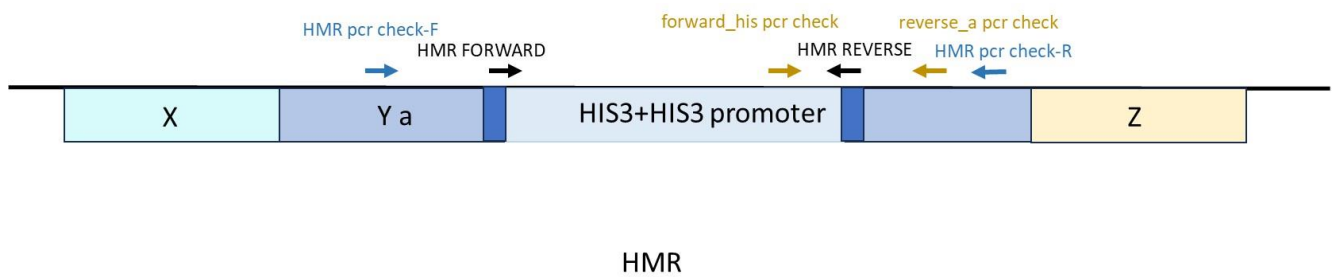 forward_his pcr check
reverse_a pcr check
HMR pcr check-F
HMR FORWARD
HMR REVERSE
HMR pcr check-R
X
Y a
HIS3+HIS3 promoter
Z
HMR